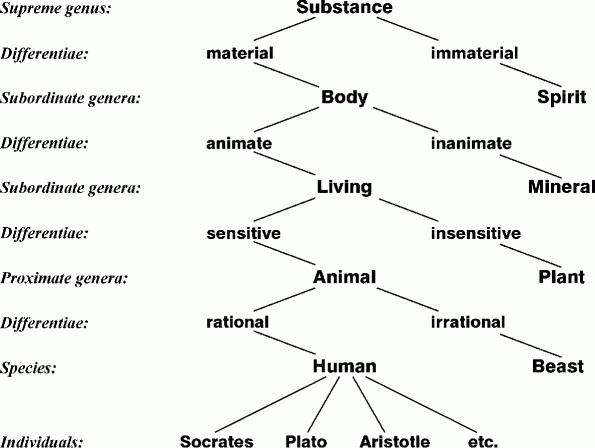 Supreme genus: Substance
Differentiae: material immaterial
Subordinate genera: Body Spirit
Differentiae: animate inanimate
Subordinate genera: Living Mineral
Differentiae: sensitive insensitive
Proximate genera: Animal Plant
Differentiae: rational irrational
Species: Human Beast
Individuals: Socrates Plato Aristotle etc.